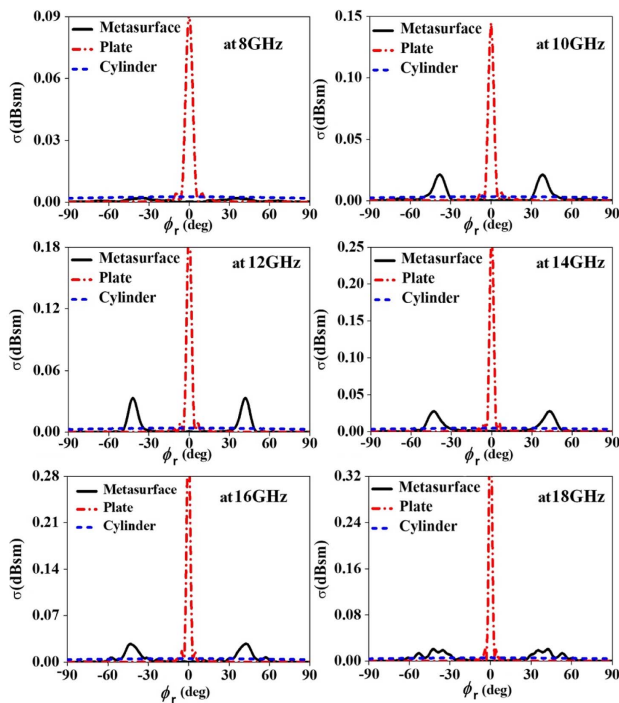 0.09
Metasurface
Plate
Cylinder
at 8GHz
0.06
0.03
0.00
σ(dBsm)
-90 -60 -30 0 30 60 90
ϕr (deg)
0.15
Metasurface
Plate
Cylinder
at 10GHz
0.10
0.05
0.00
σ(dBsm)
-90 -60 -30 0 30 60 90
ϕr (deg)
0.18
Metasurface
Plate
Cylinder
at 12GHz
0.12
0.06
0.00
σ(dBsm)
-90 -60 -30 0 30 60 90
ϕr (deg)
0.25
Metasurface
Plate
Cylinder
at 14GHz
0.20
0.15
0.10
0.05
0.00
σ(dBsm)
-90 -60 -30 0 30 60 90
ϕr (deg)
0.28
Metasurface
Plate
Cylinder
at 16GHz
0.21
0.14
0.07
0.00
σ(dBsm)
-90 -60 -30 0 30 60 90
ϕr (deg)
0.32
Metasurface
Plate
Cylinder
at 18GHz
0.24
0.16
0.08
0.00
σ(dBsm)
-90 -60 -30 0 30 60 90
ϕr (deg)